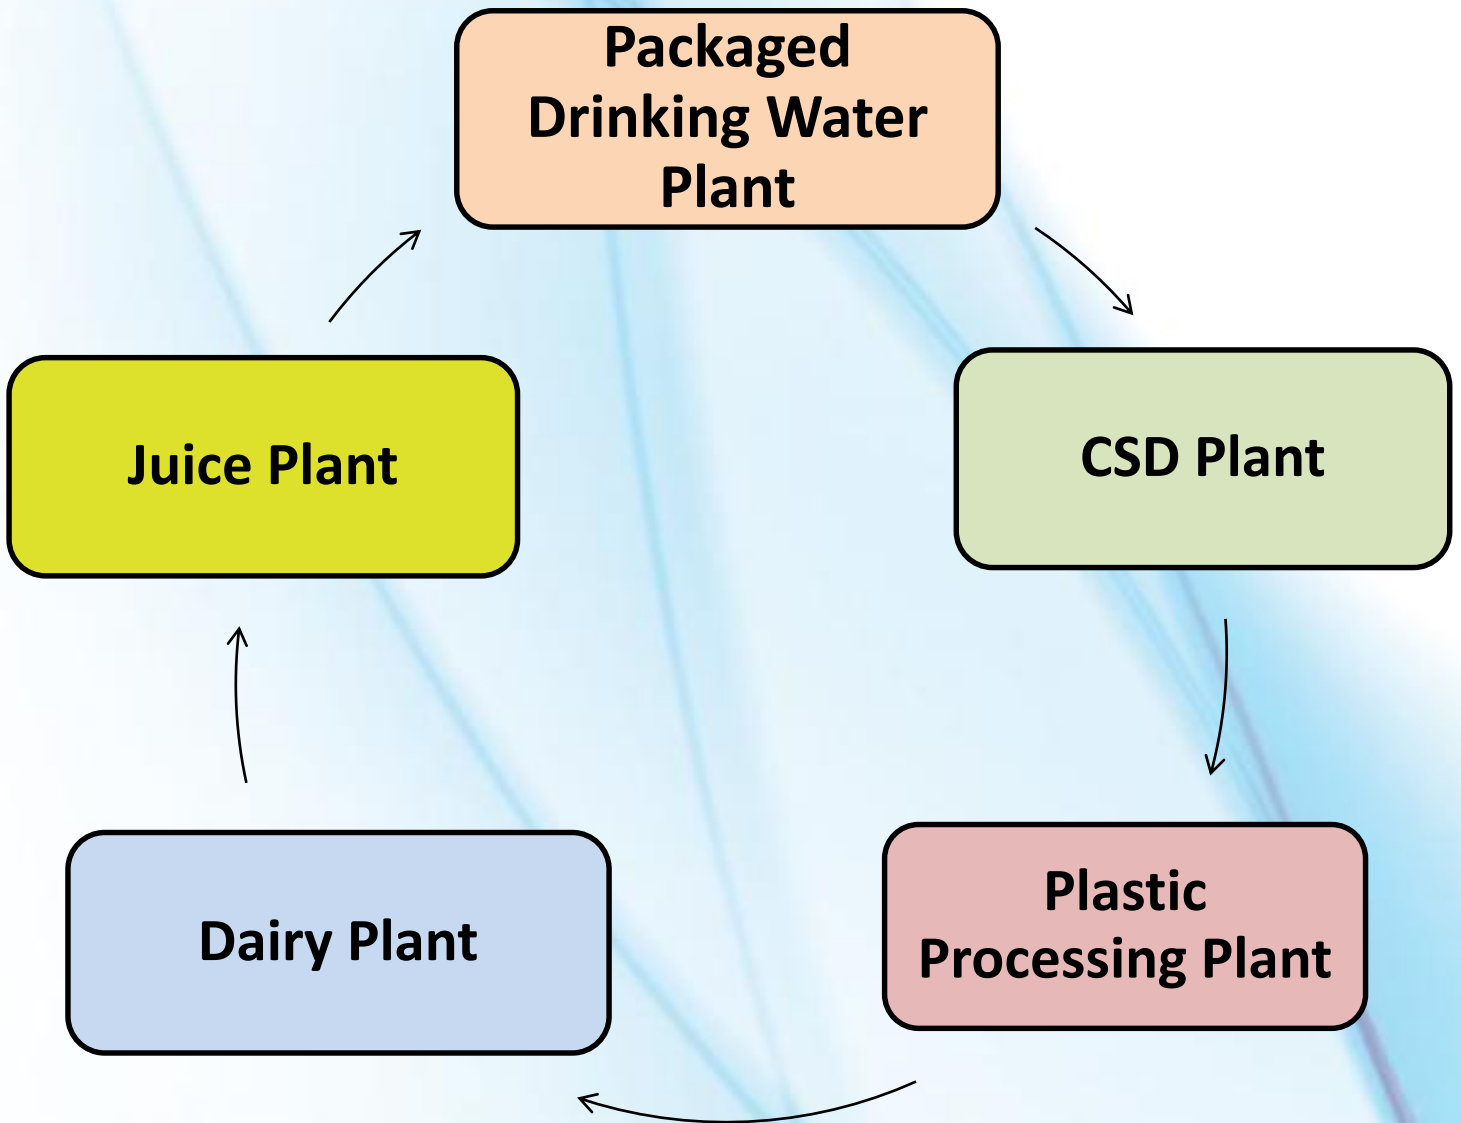 Packaged
Drinking Water
Plant
CSD Plant
Plastic
Processing Plant
Dairy Plant
Juice Plant